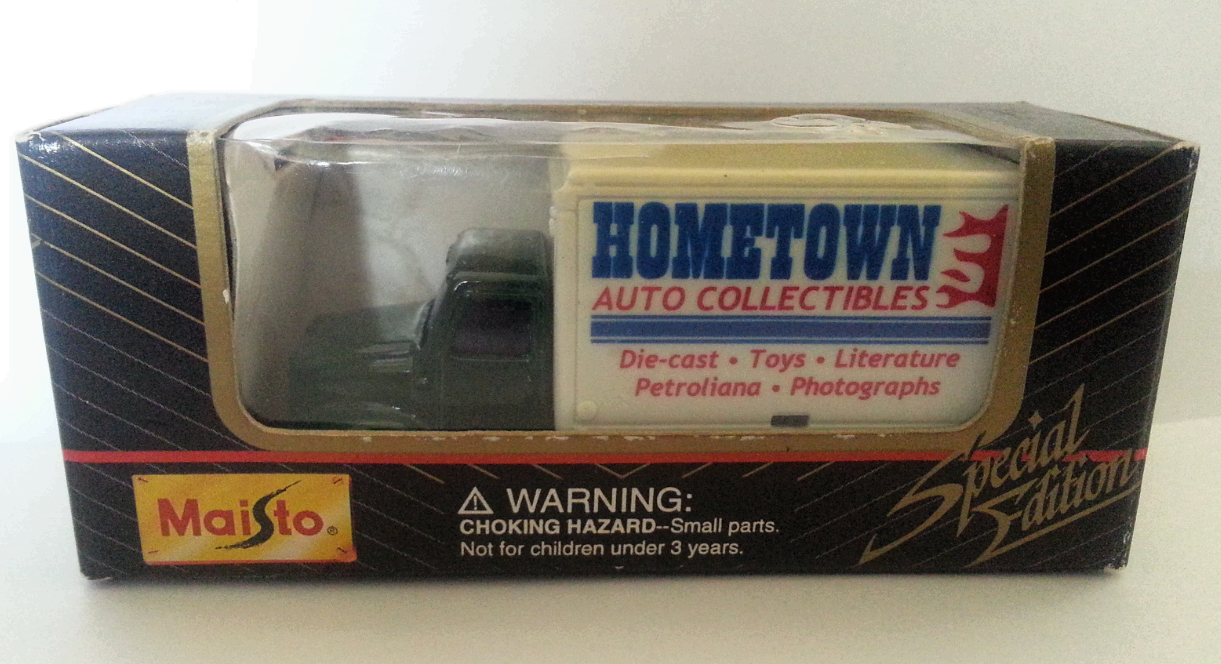 HOMETOWN
AUTO COLLECTIBLES
Die-cast • Toys • Literature
Petroliana • Photographs
Special
Edition
Maisto®
⚠ WARNING:
CHOKING HAZARD--Small parts.
Not for children under 3 years.